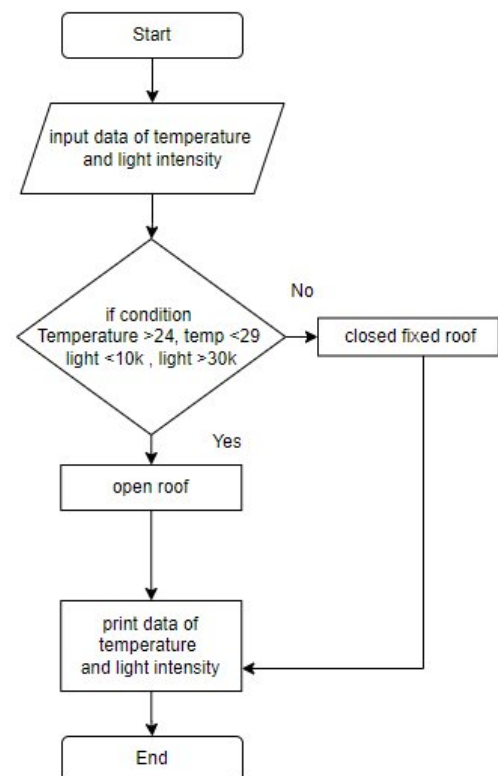 Start
input data of temperature
and light intensity
if condition
Temperature >24, temp <29
light <10k , light >30k
No
closed fixed roof
Yes
open roof
print data of
temperature
and light intensity
End